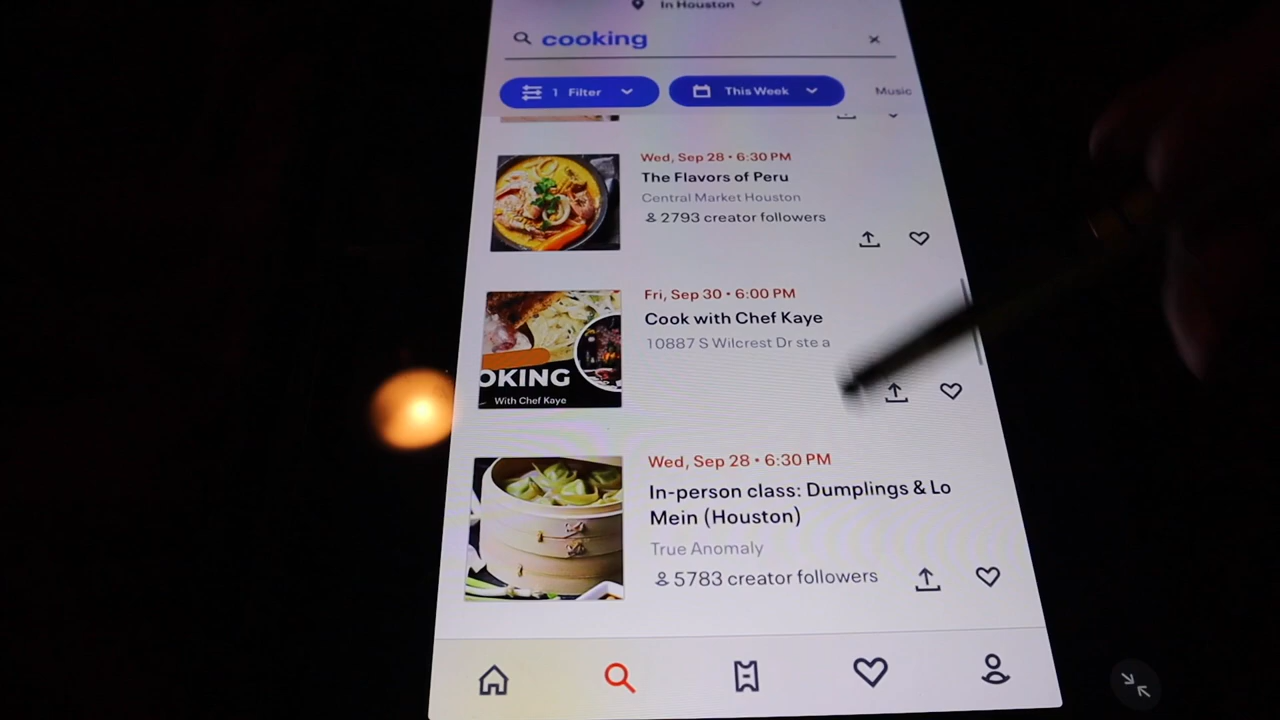 In Houston
cooking
1 Filter
This Week
Music
Wed, Sep 28 • 6:30 PM
The Flavors of Peru
Central Market Houston
2793 creator followers
Fri, Sep 30 • 6:00 PM
Cook with Chef Kaye
10887 S Wilcrest Dr ste a
OKING
With Chef Kaye
Wed, Sep 28 • 6:30 PM
In-person class: Dumplings & Lo
Mein (Houston)
True Anomaly
5783 creator followers